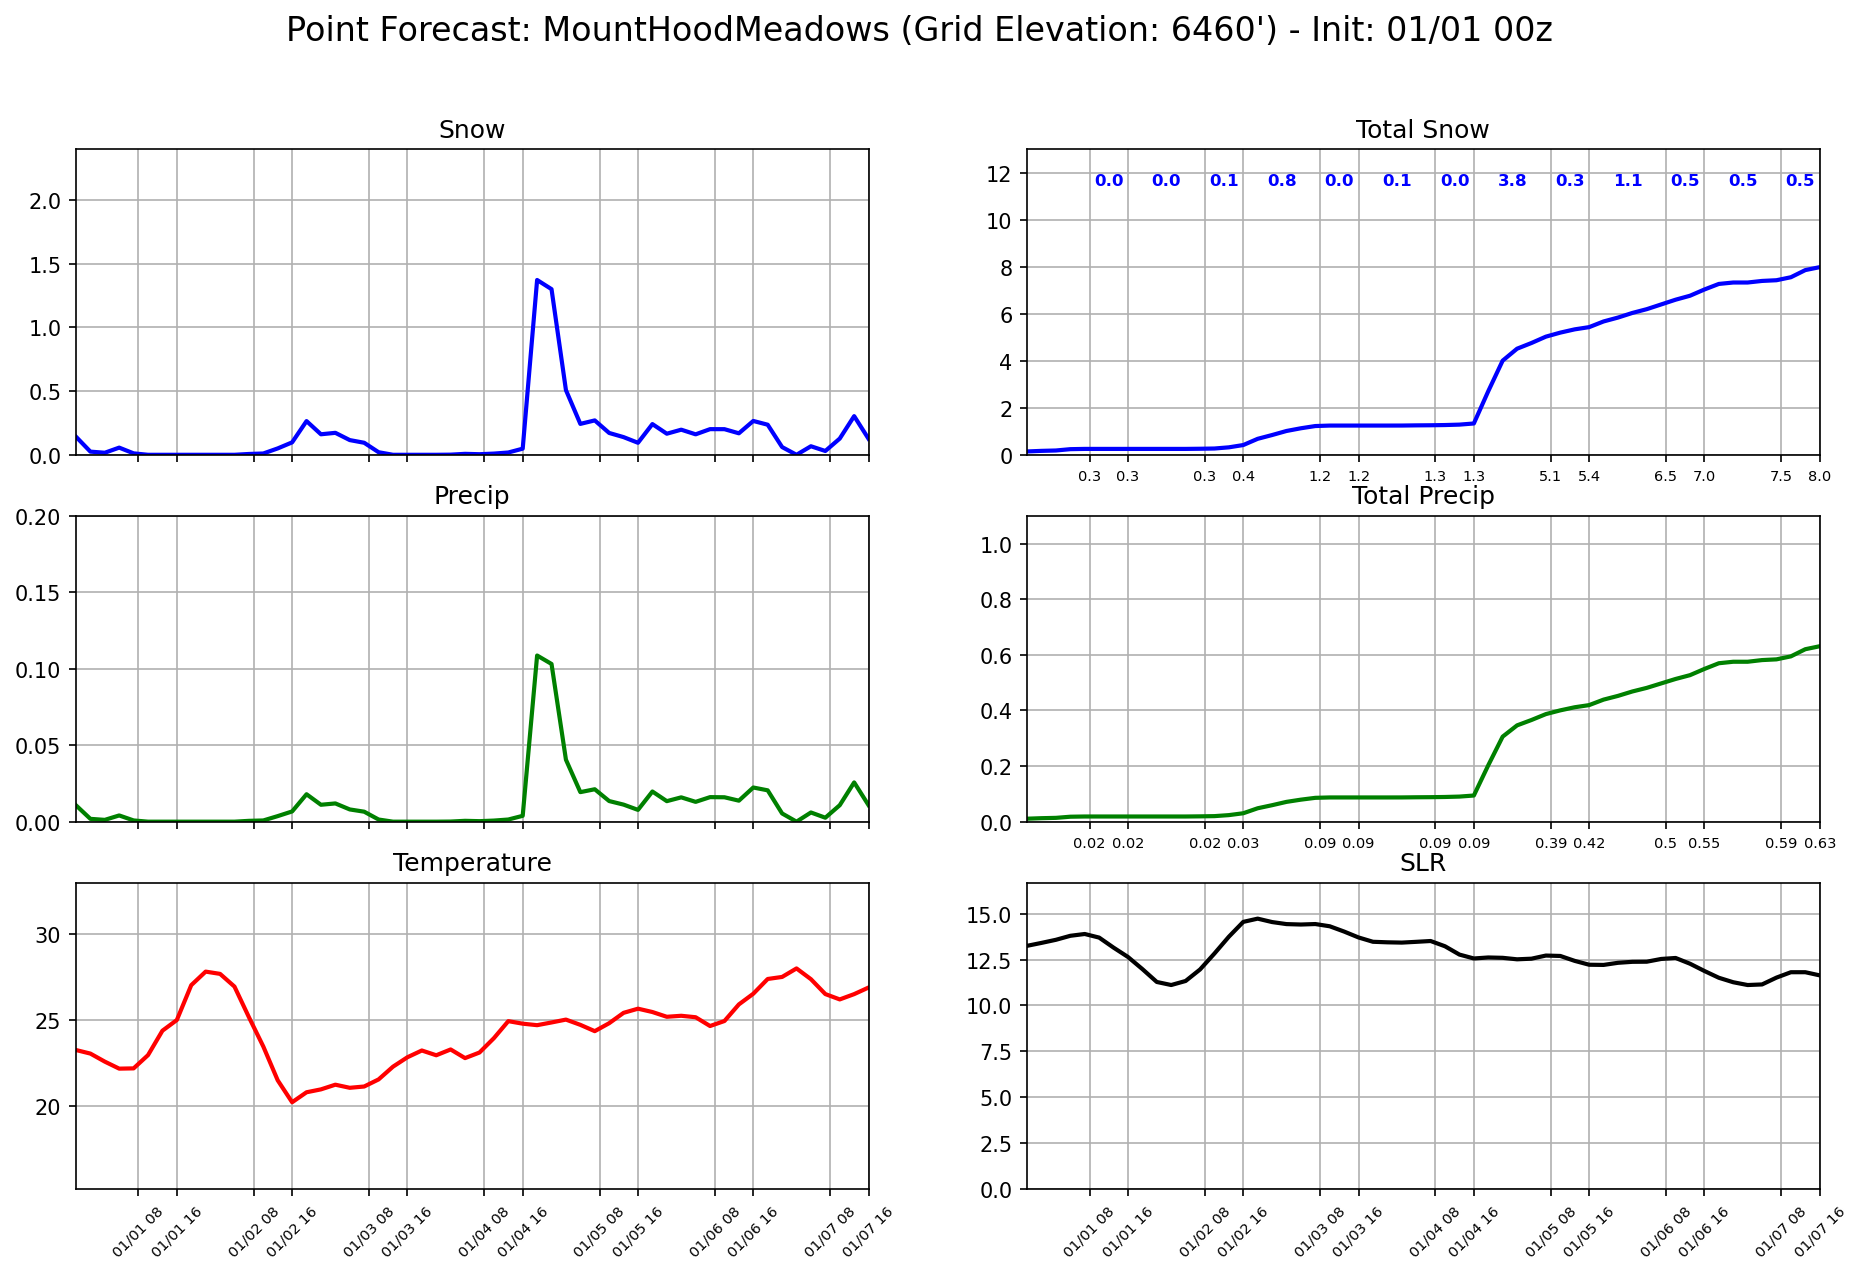 Point Forecast: MountHoodMeadows (Grid Elevation: 6460') - Init: 01/01 00z
Snow
2.0
1.5
1.0
0.5
0.0
Total Snow
12
10
8
6
4
2
0
0.0 0.0 0.1 0.8 0.0 0.1 0.0 3.8 0.3 1.1 0.5 0.5 0.5
0.3 0.3 0.3 0.4 1.2 1.2 1.3 1.3 5.1 5.4 6.5 7.0 7.5 8.0
Precip
0.20
0.15
0.10
0.05
0.00
Total Precip
1.0
0.8
0.6
0.4
0.2
0.0
0.02 0.02 0.02 0.03 0.09 0.09 0.09 0.09 0.39 0.42 0.5 0.55 0.59 0.63
Temperature
30
25
20
01/01 08 01/01 16 01/02 08 01/02 16 01/03 08 01/03 16 01/04 08 01/04 16 01/05 08 01/05 16 01/06 08 01/06 16 01/07 08 01/07 16
SLR
15.0
12.5
10.0
7.5
5.0
2.5
0.0
01/01 08 01/01 16 01/02 08 01/02 16 01/03 08 01/03 16 01/04 08 01/04 16 01/05 08 01/05 16 01/06 08 01/06 16 01/07 08 01/07 16